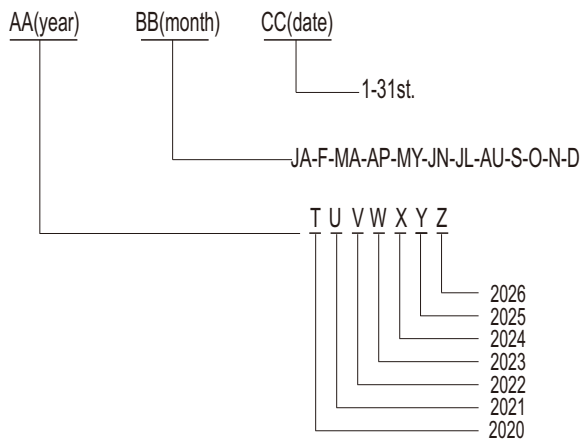 AA(year) BB(month) CC(date)
1-31st.
JA-F-MA-AP-MY-JN-JL-AU-S-O-N-D
T U V W X Y Z
2026
2025
2024
2023
2022
2021
2020